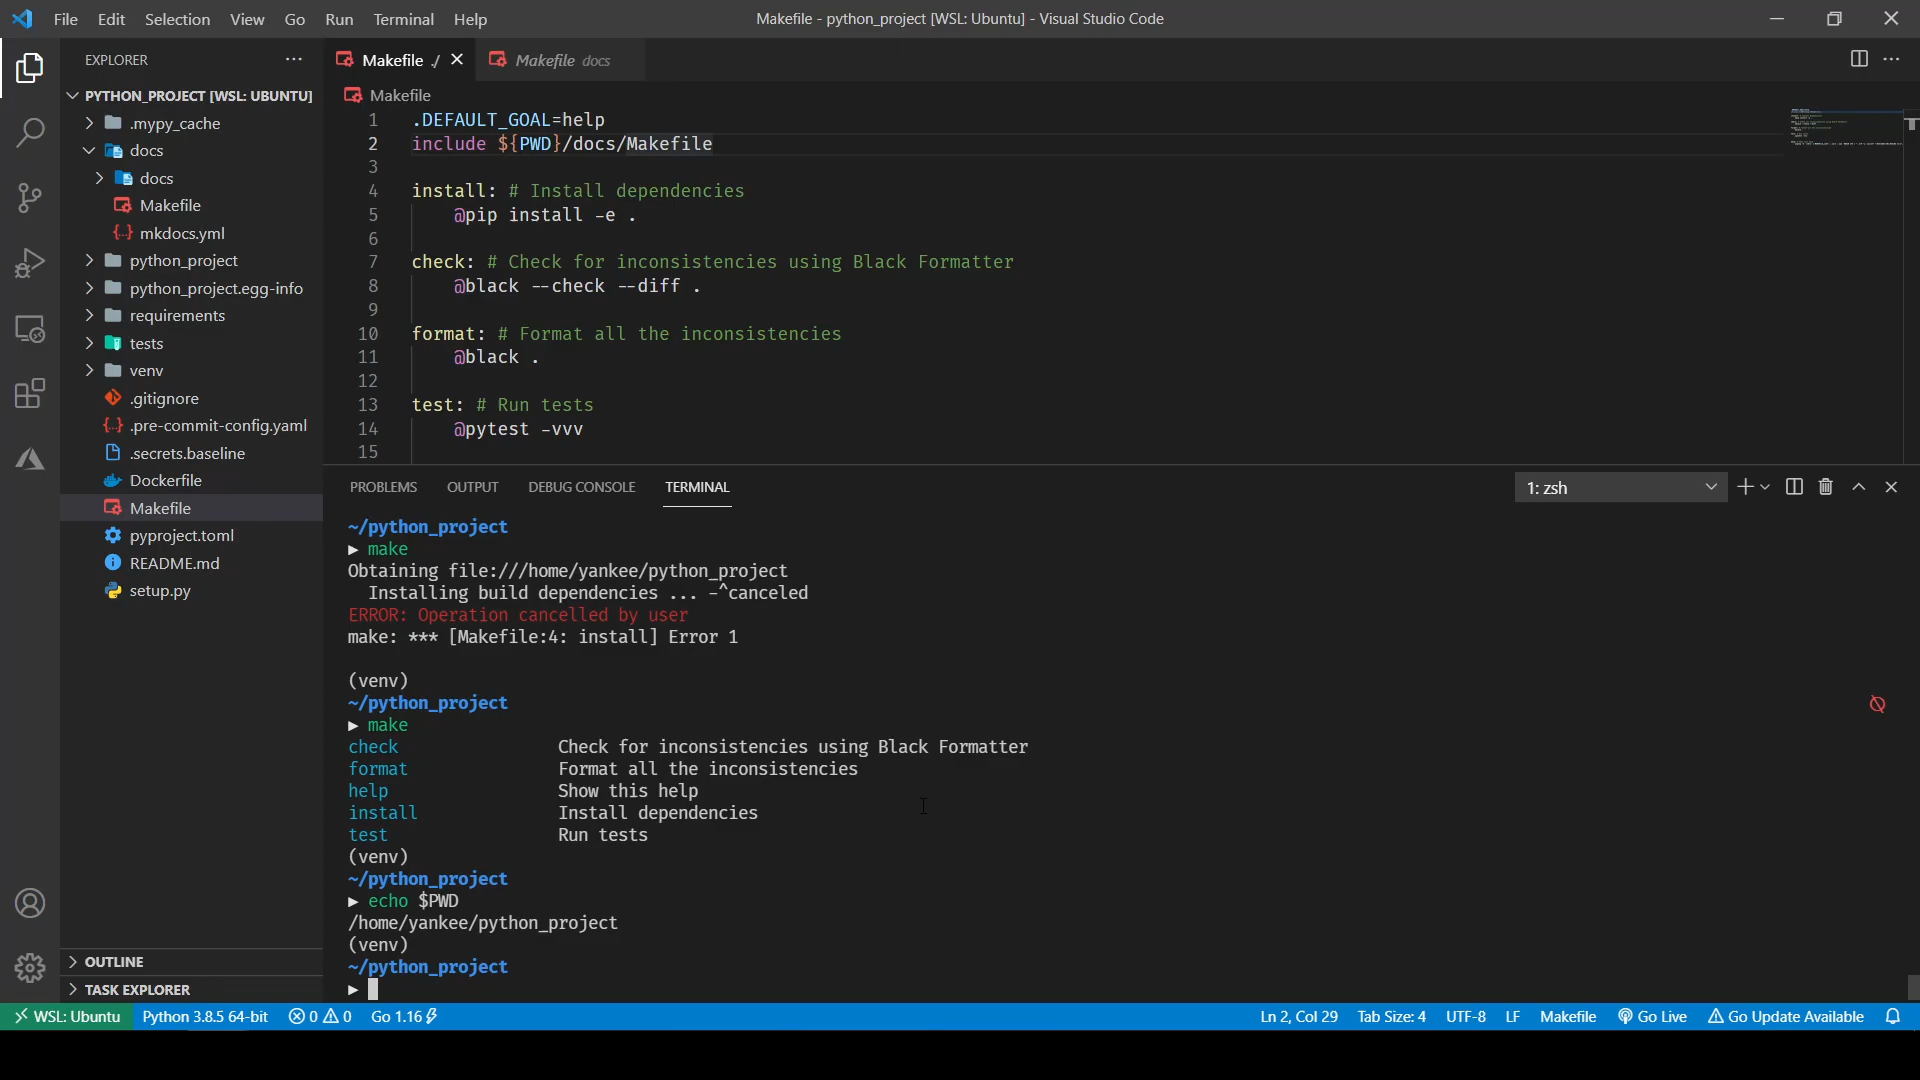 File Edit Selection View Go Run Terminal Help
Makefile - python_project [WSL: Ubuntu] - Visual Studio Code
EXPLORER
PYTHON_PROJECT [WSL: UBUNTU]
.mypy_cache
docs
docs
Makefile
mkdocs.yml
python_project
python_project.egg-info
requirements
tests
venv
.gitignore
.pre-commit-config.yaml
.secrets.baseline
Dockerfile
Makefile
pyproject.toml
README.md
setup.py
OUTLINE
TASK EXPLORER
Makefile ./
Makefile docs
Makefile
1 .DEFAULT_GOAL=help
2 include ${PWD}/docs/Makefile
3
4 install: # Install dependencies
5 @pip install -e .
6
7 check: # Check for inconsistencies using Black Formatter
8 @black --check --diff .
9
10 format: # Format all the inconsistencies
11 @black .
12
13 test: # Run tests
14 @pytest -vvv
15
PROBLEMS OUTPUT DEBUG CONSOLE TERMINAL
1: zsh
~/python_project
▶ make
Obtaining file:///home/yankee/python_project
Installing build dependencies ... -^canceled
ERROR: Operation cancelled by user
make: *** [Makefile:4: install] Error 1
(venv)
~/python_project
▶ make
check Check for inconsistencies using Black Formatter
format Format all the inconsistencies
help Show this help
install Install dependencies
test Run tests
(venv)
~/python_project
▶ echo $PWD
/home/yankee/python_project
(venv)
~/python_project
▶
WSL: Ubuntu Python 3.8.5 64-bit 0 0 Go 1.16 Ln 2, Col 29 Tab Size: 4 UTF-8 LF Makefile Go Live Go Update Available